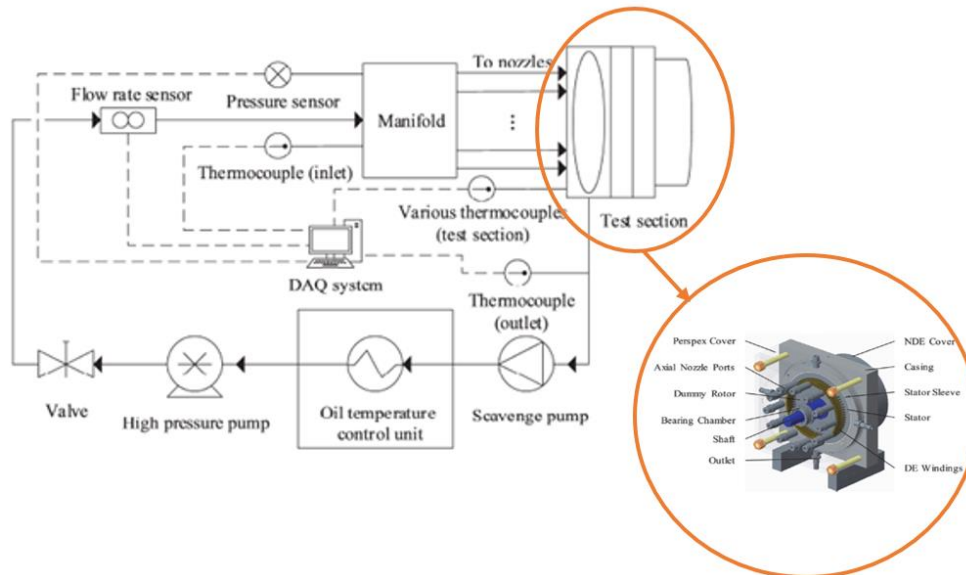 To nozzles
Flow rate sensor
Pressure sensor
Manifold
...
Thermocouple (inlet)
Various thermocouples
(test section)
Test section
DAQ system
Thermocouple
(outlet)
Valve
High pressure pump
Oil temperature
control unit
Scavenge pump
Perspex Cover
NDE Cover
Axial Nozzle Ports
Casing
Dummy Rotor
Stator Sleeve
Bearing Chamber
Stator
Shaft
Outlet
DE Windings